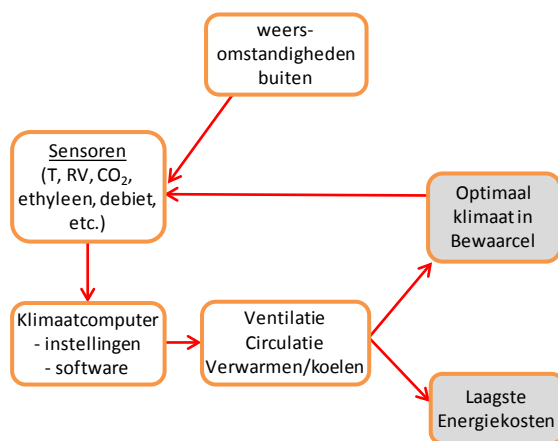 weers-
omstandigheden
buiten
Sensoren
(T, RV, CO₂,
ethyleen, debiet,
etc.)
Optimaal
klimaat in
Bewaarcel
Klimaatcomputer
- instellingen
- software
Ventilatie
Circulatie
Verwarmen/koelen
Laagste
Energiekosten